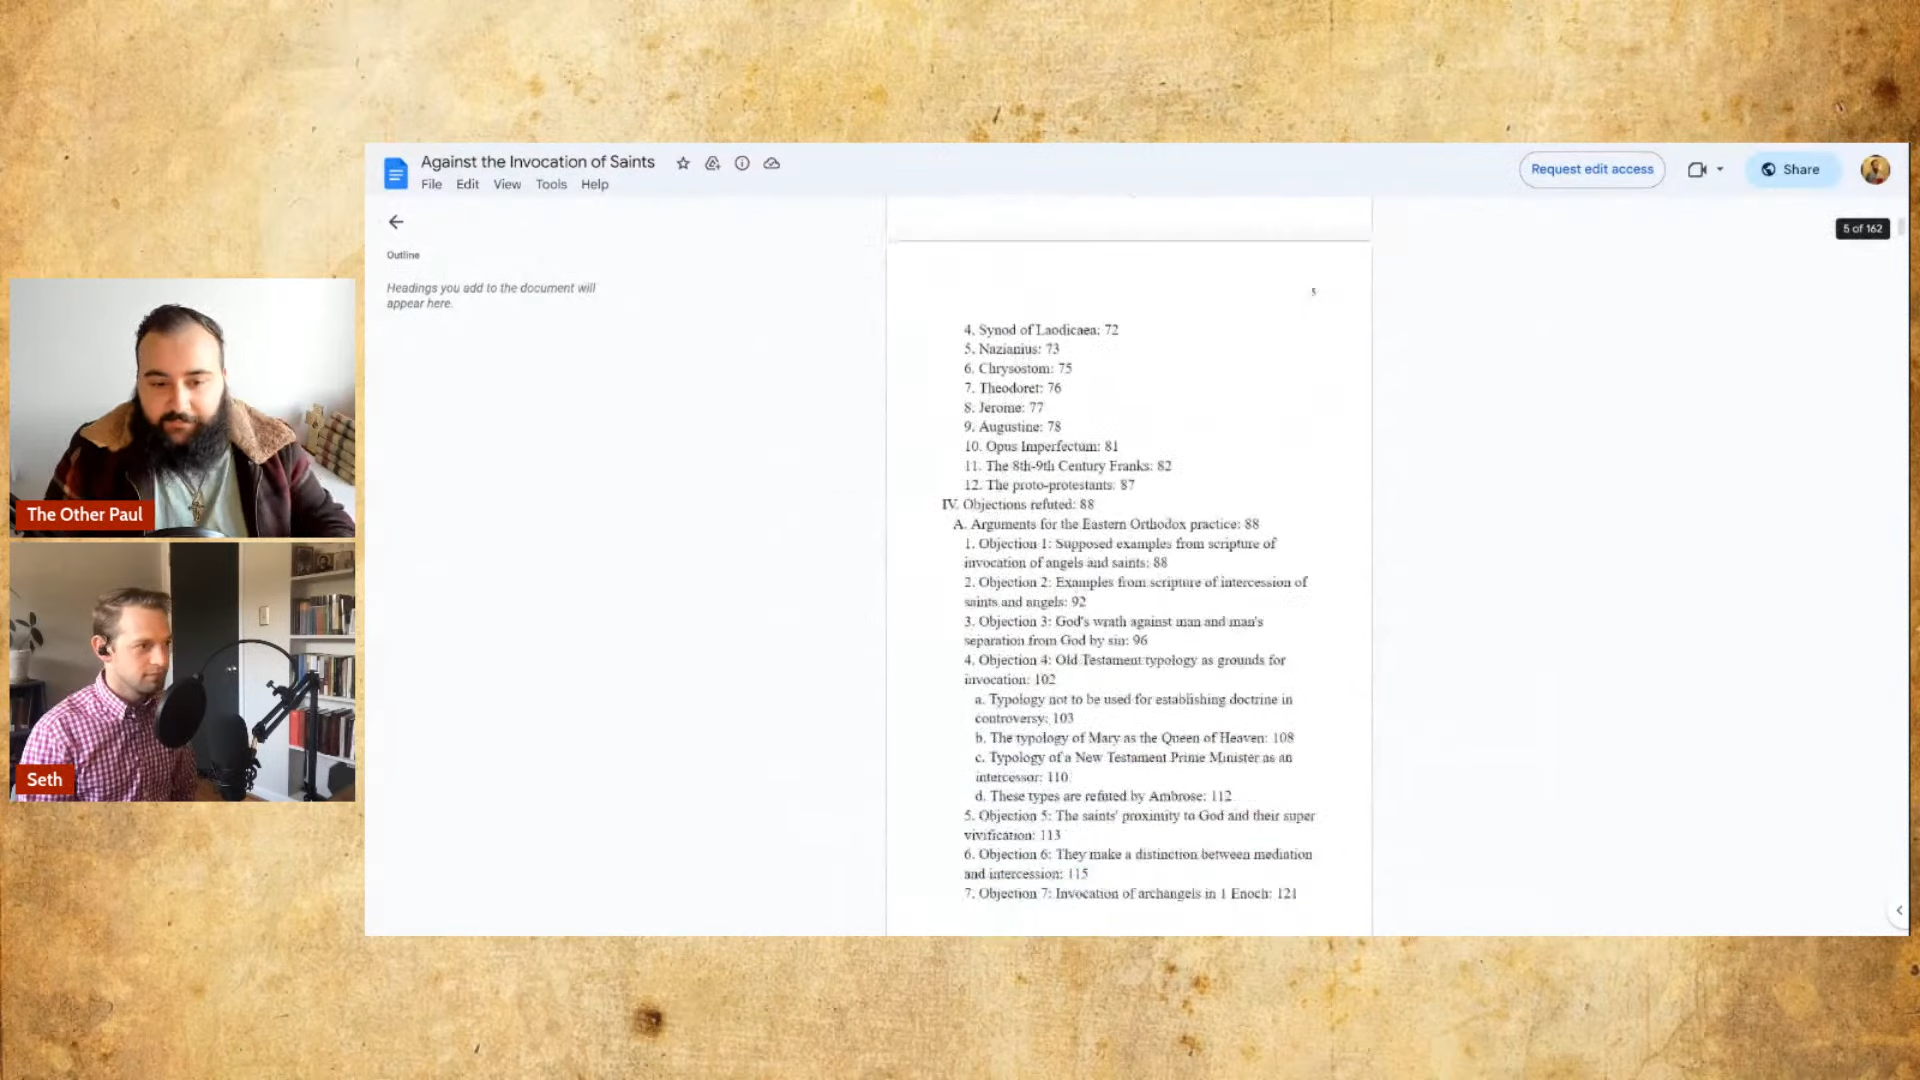 Against the Invocation of Saints
File Edit View Tools Help
Request edit access
Share
5 of 162
Outline
Headings you add to the document will
appear here.
5
4. Synod of Laodicaea: 72
5. Nazianius: 73
6. Chrysostom: 75
7. Theodoret: 76
8. Jerome: 77
9. Augustine: 78
10. Opus Imperfectum: 81
11. The 8th-9th Century Franks: 82
12. The proto-protestants: 87
IV. Objections refuted: 88
A. Arguments for the Eastern Orthodox practice: 88
1. Objection 1: Supposed examples from scripture of
invocation of angels and saints: 88
2. Objection 2: Examples from scripture of intercession of
saints and angels: 92
3. Objection 3: God's wrath against man and man's
separation from God by sin: 96
4. Objection 4: Old Testament typology as grounds for
invocation: 102
a. Typology not to be used for establishing doctrine in
controversy: 103
b. The typology of Mary as the Queen of Heaven: 108
c. Typology of a New Testament Prime Minister as an
intercessor: 110
d. These types are refuted by Ambrose: 112
5. Objection 5: The saints' proximity to God and their super
vivification: 113
6. Objection 6: They make a distinction between mediation
and intercession: 115
7. Objection 7: Invocation of archangels in 1 Enoch: 121
The Other Paul
Seth